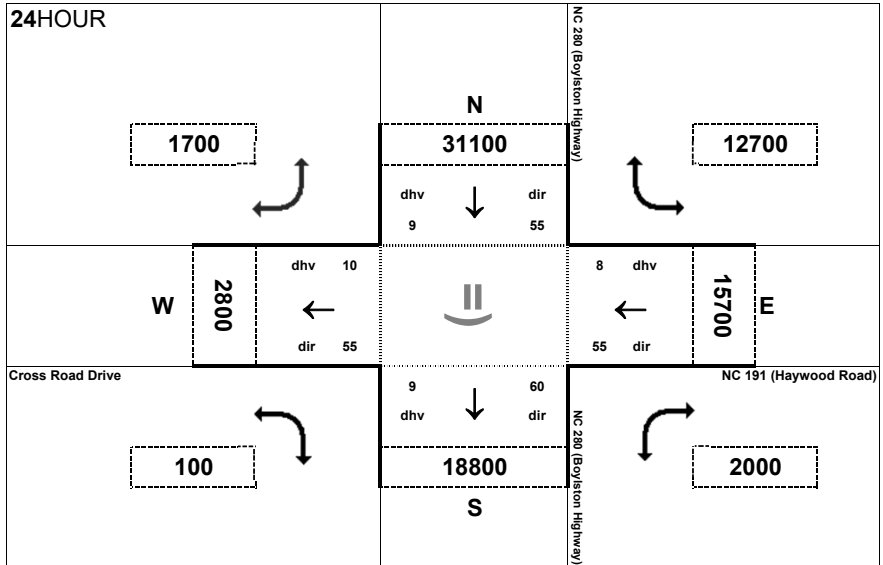 24HOUR
NC 280 (Boylston Highway)
N
1700
31100
12700
dhv
dir
9
55
dhv 10
8 dhv
W
2800
15700
E
dir 55
55 dir
Cross Road Drive
9
60
NC 191 (Haywood Road)
dhv
dir
NC 280 (Boylston Highway)
100
18800
2000
S